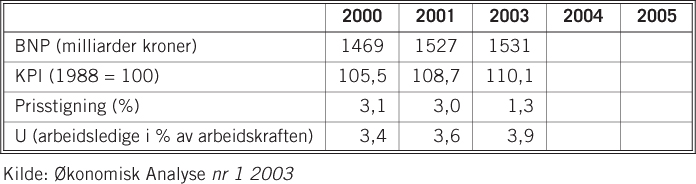 2000 2001 2003 2004 2005
BNP (milliarder kroner) 1469 1527 1531
KPI (1988 = 100) 105,5 108,7 110,1
Prisstigning (%) 3,1 3,0 1,3
U (arbeidsledige i % av arbeidskraften) 3,4 3,6 3,9
Kilde: Økonomisk Analyse nr 1 2003